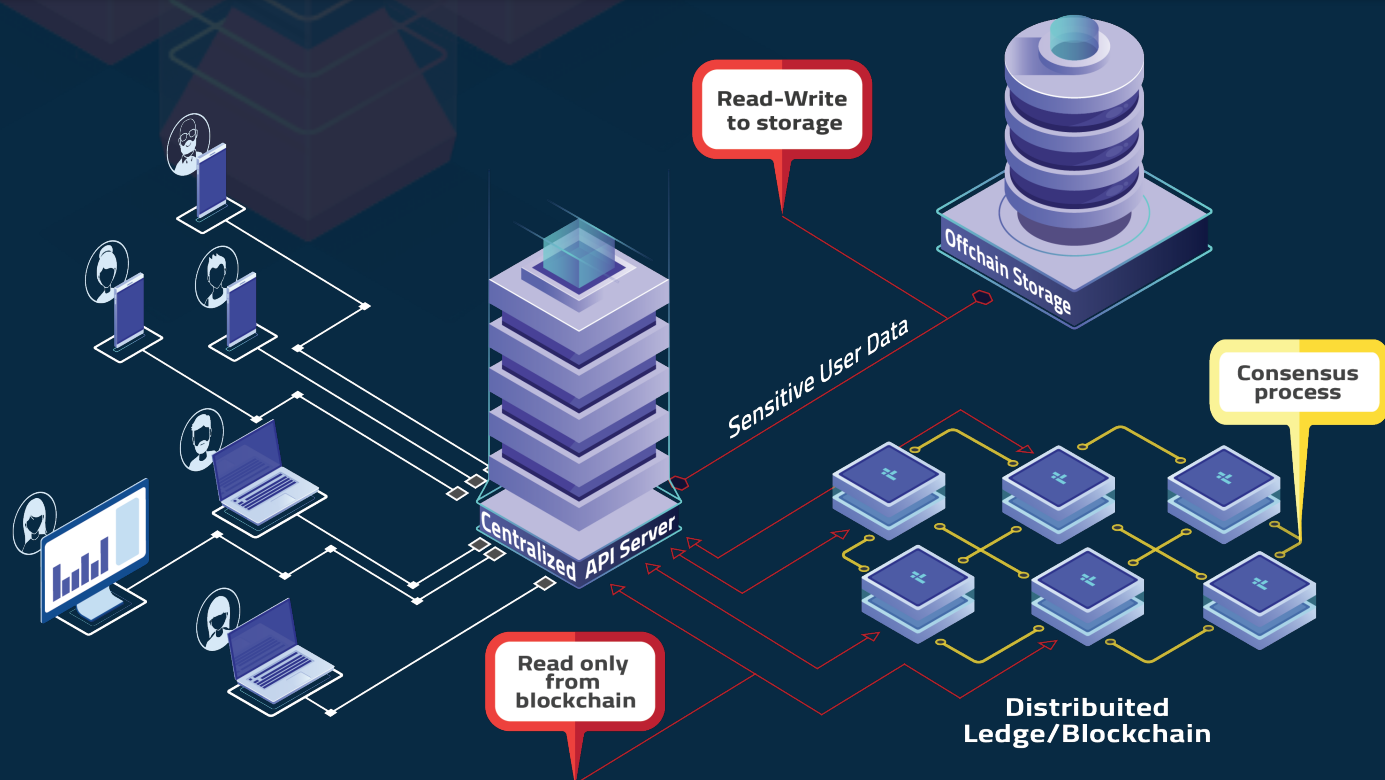 Read-Write
to storage
Offchain Storage
Sensitive User Data
Consensus
process
Centralized API Server
Read only
from
blockchain
Distribuited
Ledge/Blockchain